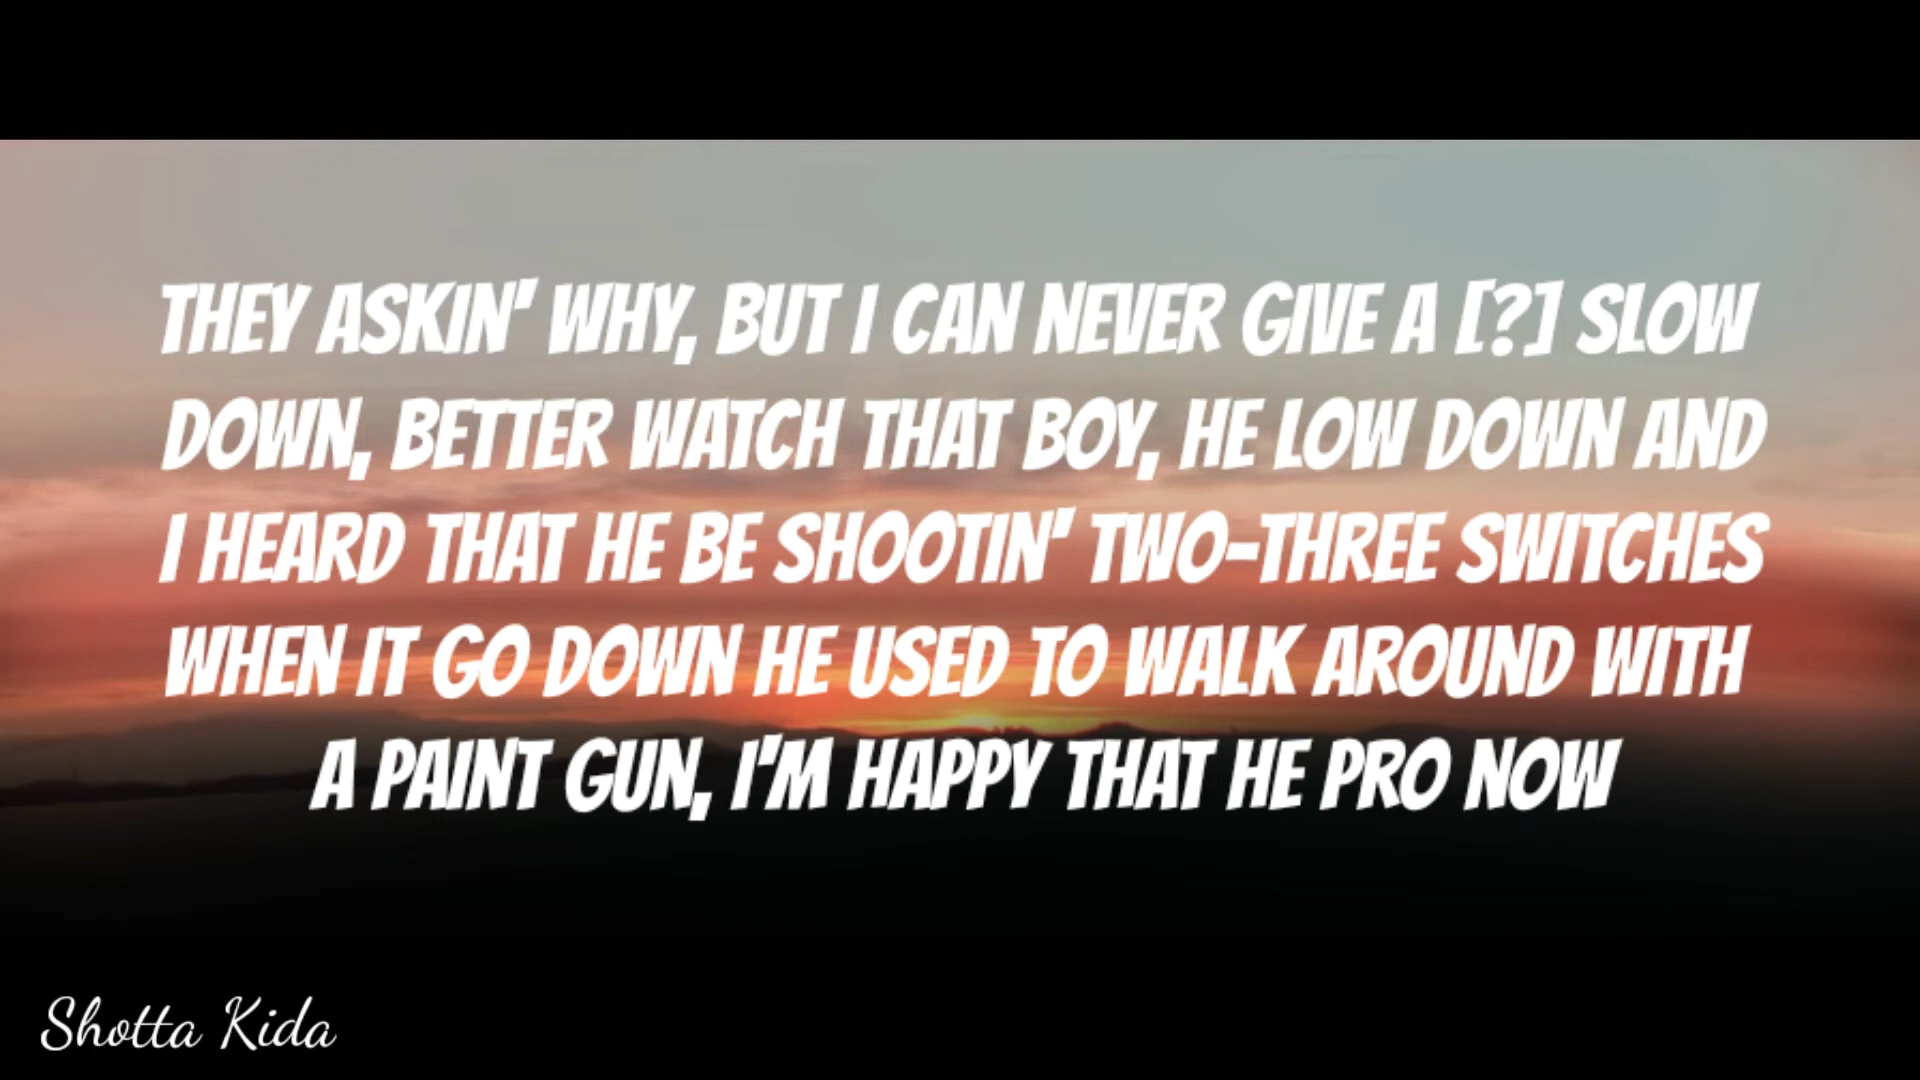 THEY ASKIN' WHY, BUT I CAN NEVER GIVE A [?] SLOW
DOWN, BETTER WATCH THAT BOY, HE LOW DOWN AND
I HEARD THAT HE BE SHOOTIN' TWO-THREE SWITCHES
WHEN IT GO DOWN HE USED TO WALK AROUND WITH
A PAINT GUN, I'M HAPPY THAT HE PRO NOW
Shotta Kida